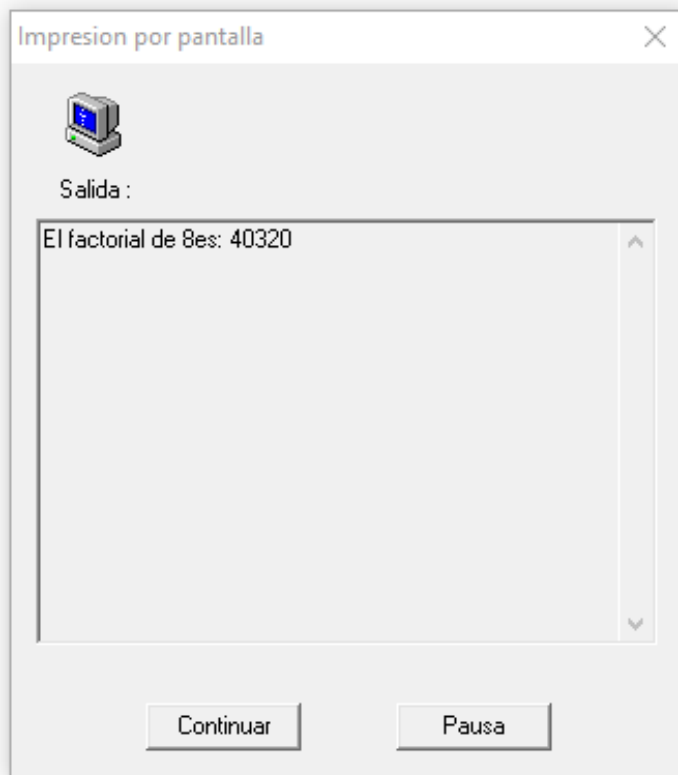 Impresion por pantalla
Salida :
El factorial de 8es: 40320
Continuar
Pausa